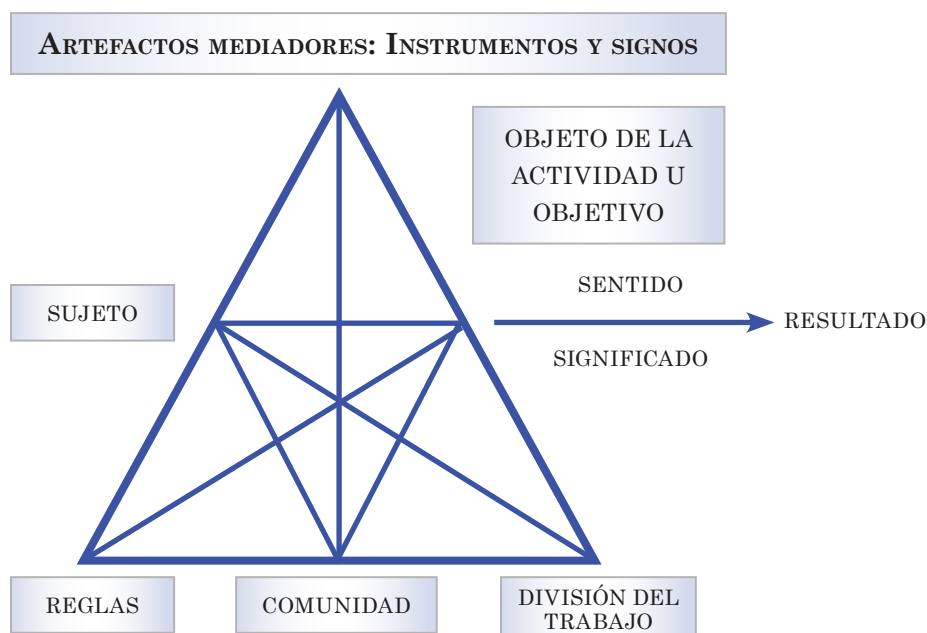 Artefactos mediadores: Instrumentos y signos
OBJETO DE LA
ACTIVIDAD U
OBJETIVO
SUJETO
SENTIDO
RESULTADO
SIGNIFICADO
REGLAS
COMUNIDAD
DIVISIÓN DEL
TRABAJO